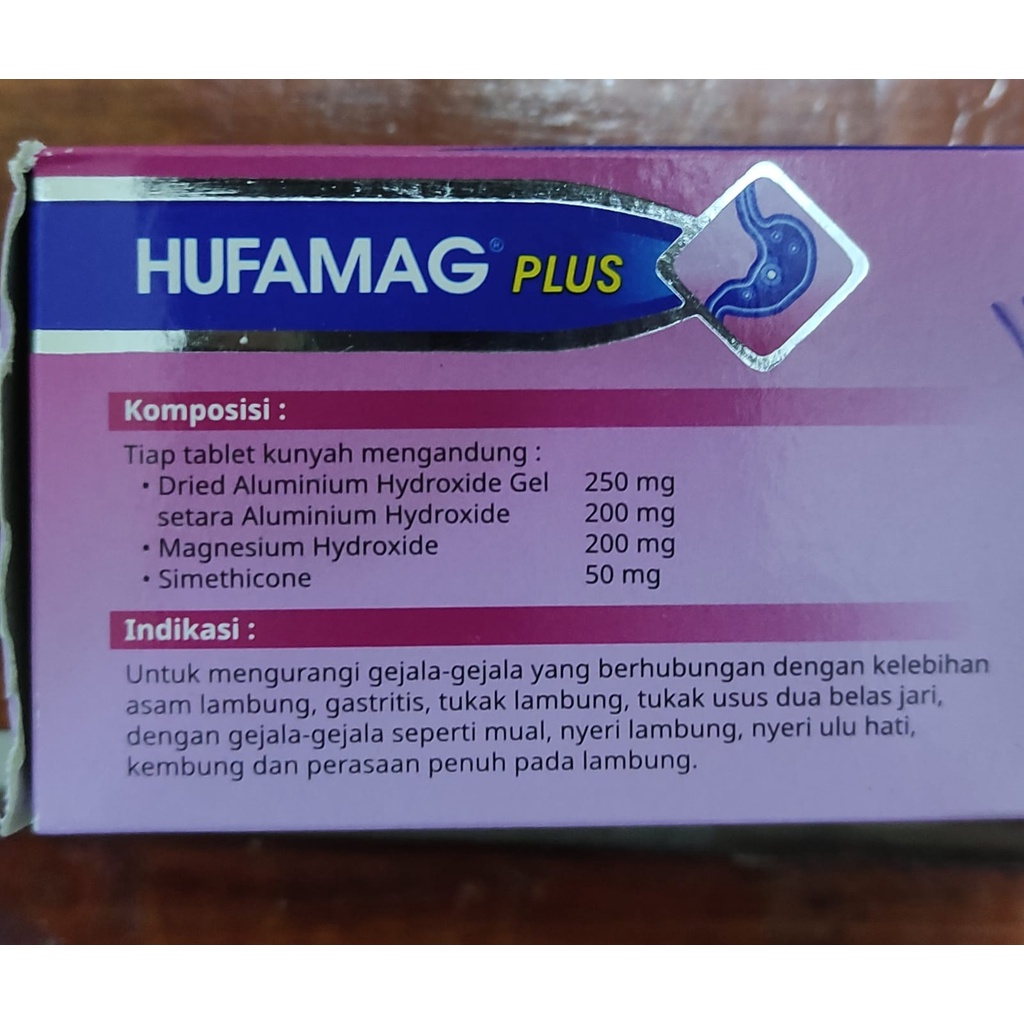 HUFAMAG® PLUS
Komposisi :
Tiap tablet kunyah mengandung :
• Dried Aluminium Hydroxide Gel 250 mg
setara Aluminium Hydroxide 200 mg
• Magnesium Hydroxide 200 mg
• Simethicone 50 mg
Indikasi :
Untuk mengurangi gejala-gejala yang berhubungan dengan kelebihan
asam lambung, gastritis, tukak lambung, tukak usus dua belas jari,
dengan gejala-gejala seperti mual, nyeri lambung, nyeri ulu hati,
kembung dan perasaan penuh pada lambung.